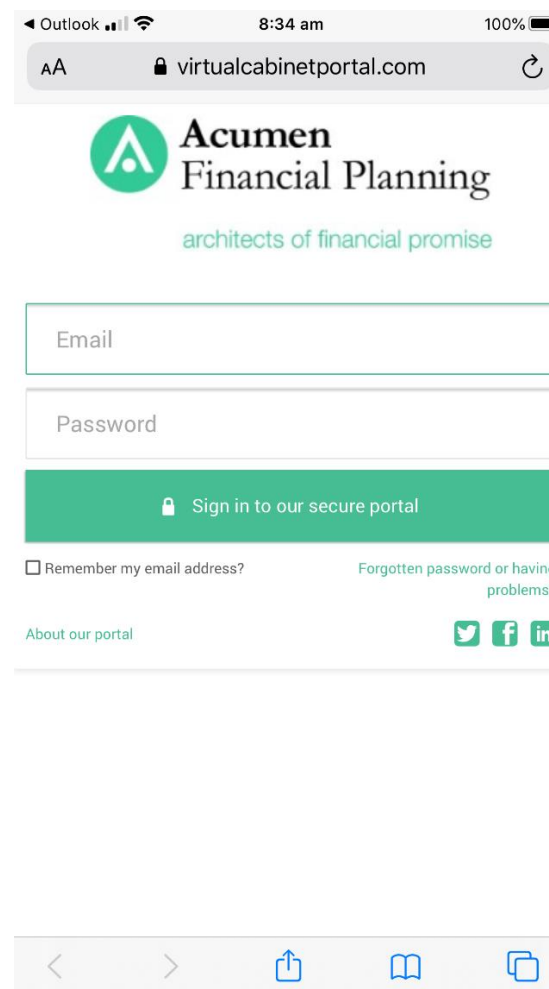 Outlook 8:34 am 100%
AA virtualcabinetportal.com
Acumen
Financial Planning
architects of financial promise
Email
Password
Sign in to our secure portal
Remember my email address? Forgotten password or having
problems
About our portal